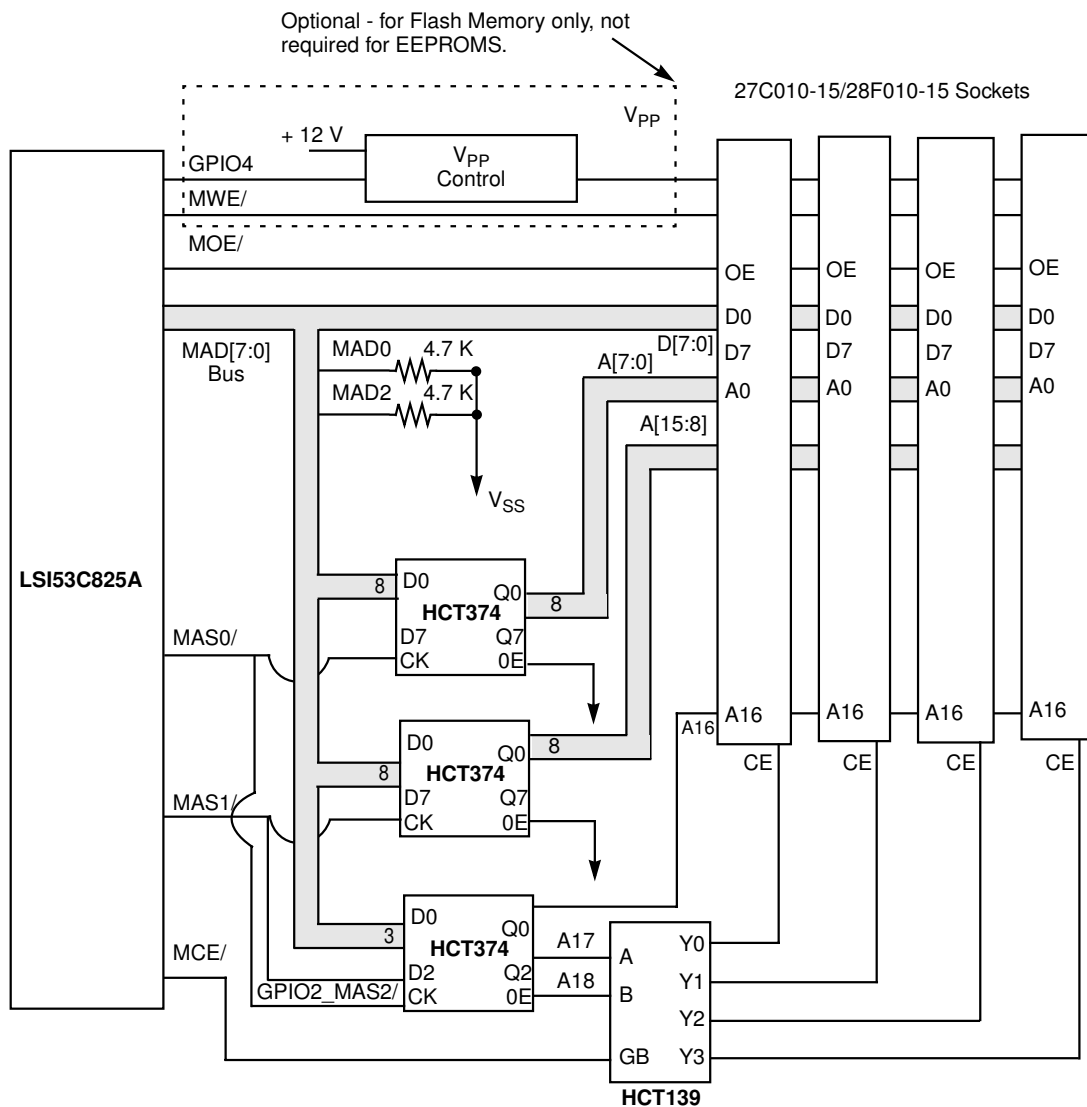 Optional - for Flash Memory only, not
required for EEPROMS.
27C010-15/28F010-15 Sockets
VPP
+ 12 V
VPP
Control
GPIO4
MWE/
MOE/
OE
OE
OE
OE
D0
D0
D0
D0
MAD[7:0]
Bus
MAD0
4.7 K
D[7:0]
D7
D7
D7
D7
A[7:0]
MAD2
4.7 K
A0
A0
A0
A0
A[15:8]
VSS
LSI53C825A
8
D0
Q0
8
HCT374
D7
Q7
CK
0E
MAS0/
A16
A16
A16
A16
A16
D0
Q0
8
8
HCT374
D7
Q7
CK
0E
CE
CE
CE
CE
MAS1/
D0
Q0
3
HCT374
D2
Q2
GPIO2_MAS2/
CK
0E
MCE/
A17
A
Y0
A18
B
Y1
Y2
GB
Y3
HCT139